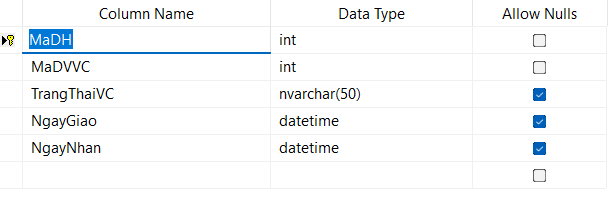 Column Name Data Type Allow Nulls
MaDH int
MaDVVC int
TrangThaiVC nvarchar(50)
NgayGiao datetime
NgayNhan datetime